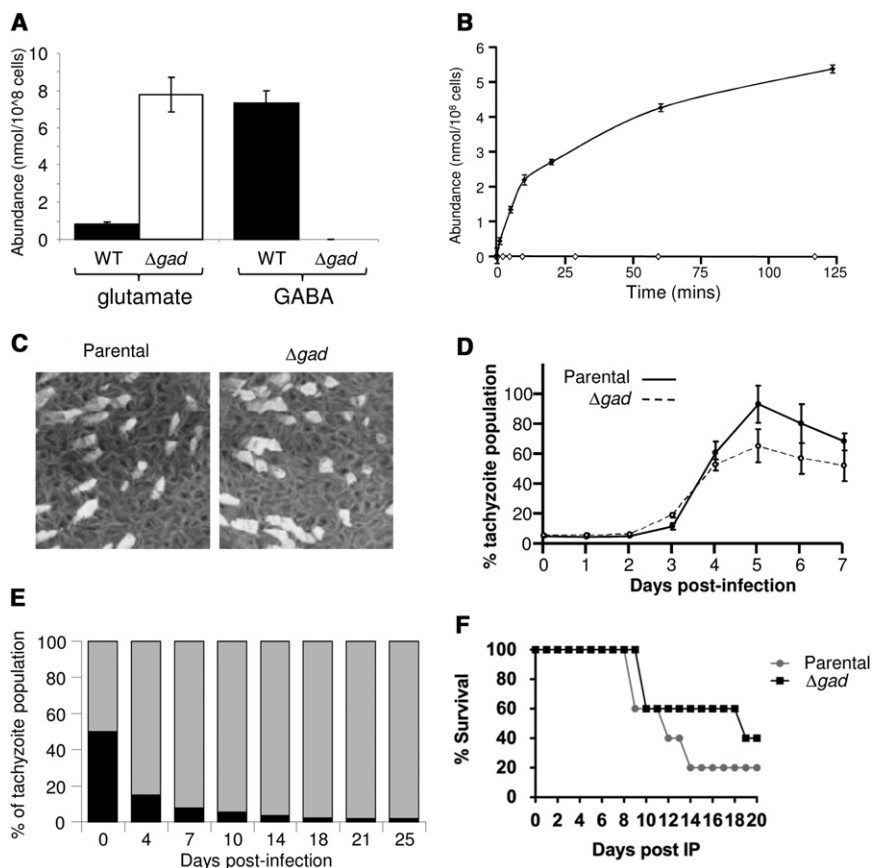 A
Abundance (nmol/10^8 cells)
10
8
6
4
2
0
WT Δgad WT Δgad
glutamate GABA
B
Abundance (nmol/10⁸ cells)
6
5
4
3
2
1
0
0 25 50 75 100 125
Time (mins)
C
Parental Δgad
D
% tachyzoite population
100
80
60
40
20
0
Parental
Δgad
0 1 2 3 4 5 6 7
Days post-infection
E
% of tachyzoite population
100
80
60
40
20
0
0 4 7 10 14 18 21 25
Days post-infection
F
% Survival
100
80
60
40
20
0
Parental
Δgad
0 2 4 6 8 10 12 14 16 18 20
Days post IP